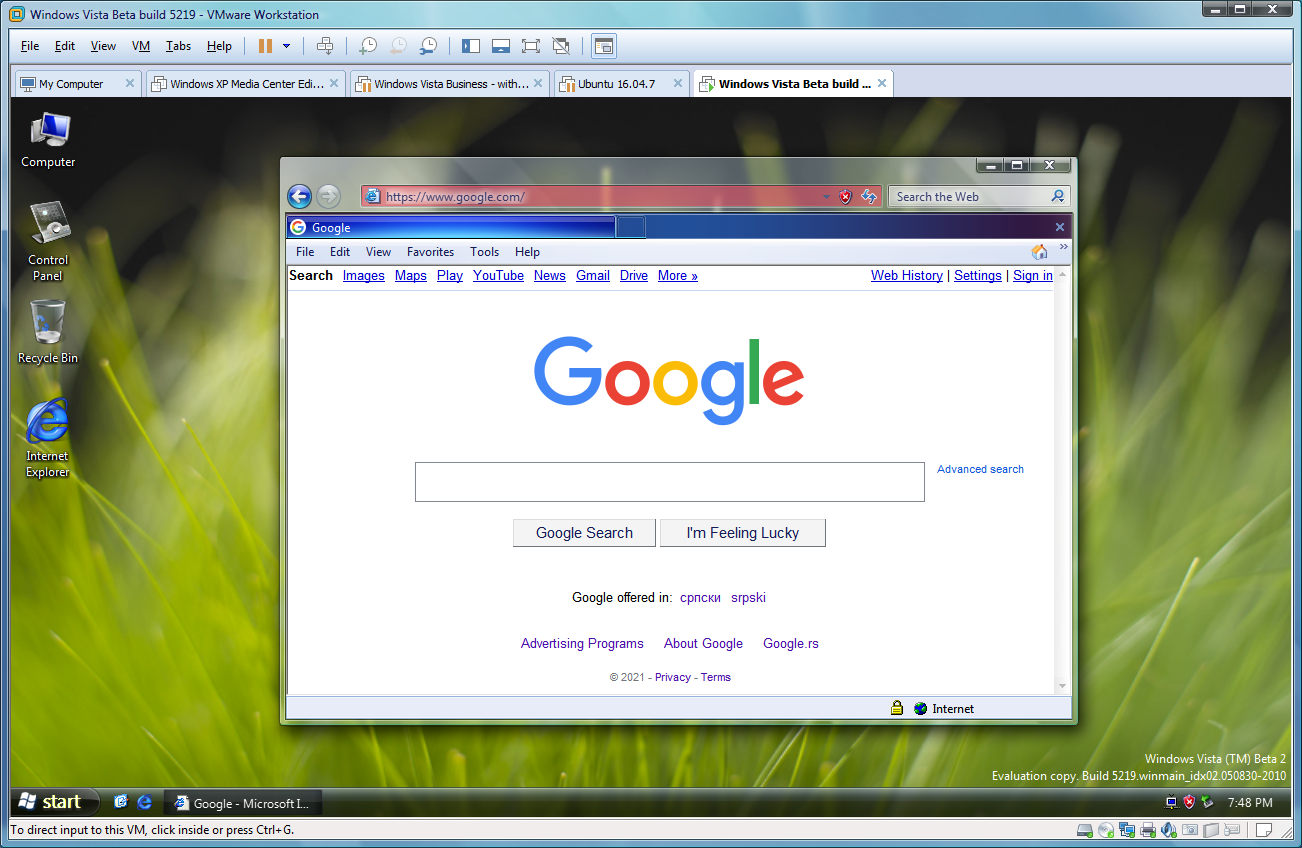 Windows Vista Beta build 5219 - VMware Workstation
File Edit View VM Tabs Help
My Computer Windows XP Media Center Edi... Windows Vista Business - with... Ubuntu 16.04.7 Windows Vista Beta build ...
Computer
Control
Panel
Recycle Bin
Internet
Explorer
https://www.google.com/ Search the Web
Google
File Edit View Favorites Tools Help
Search Images Maps Play YouTube News Gmail Drive More » Web History | Settings | Sign in
Google
Advanced search
Google Search I'm Feeling Lucky
Google offered in: српски srpski
Advertising Programs About Google Google.rs
© 2021 - Privacy - Terms
Internet
Windows Vista (TM) Beta 2
Evaluation copy. Build 5219.winmain_idx02.050830-2010
start Google - Microsoft I... 7:48 PM
To direct input to this VM, click inside or press Ctrl+G.